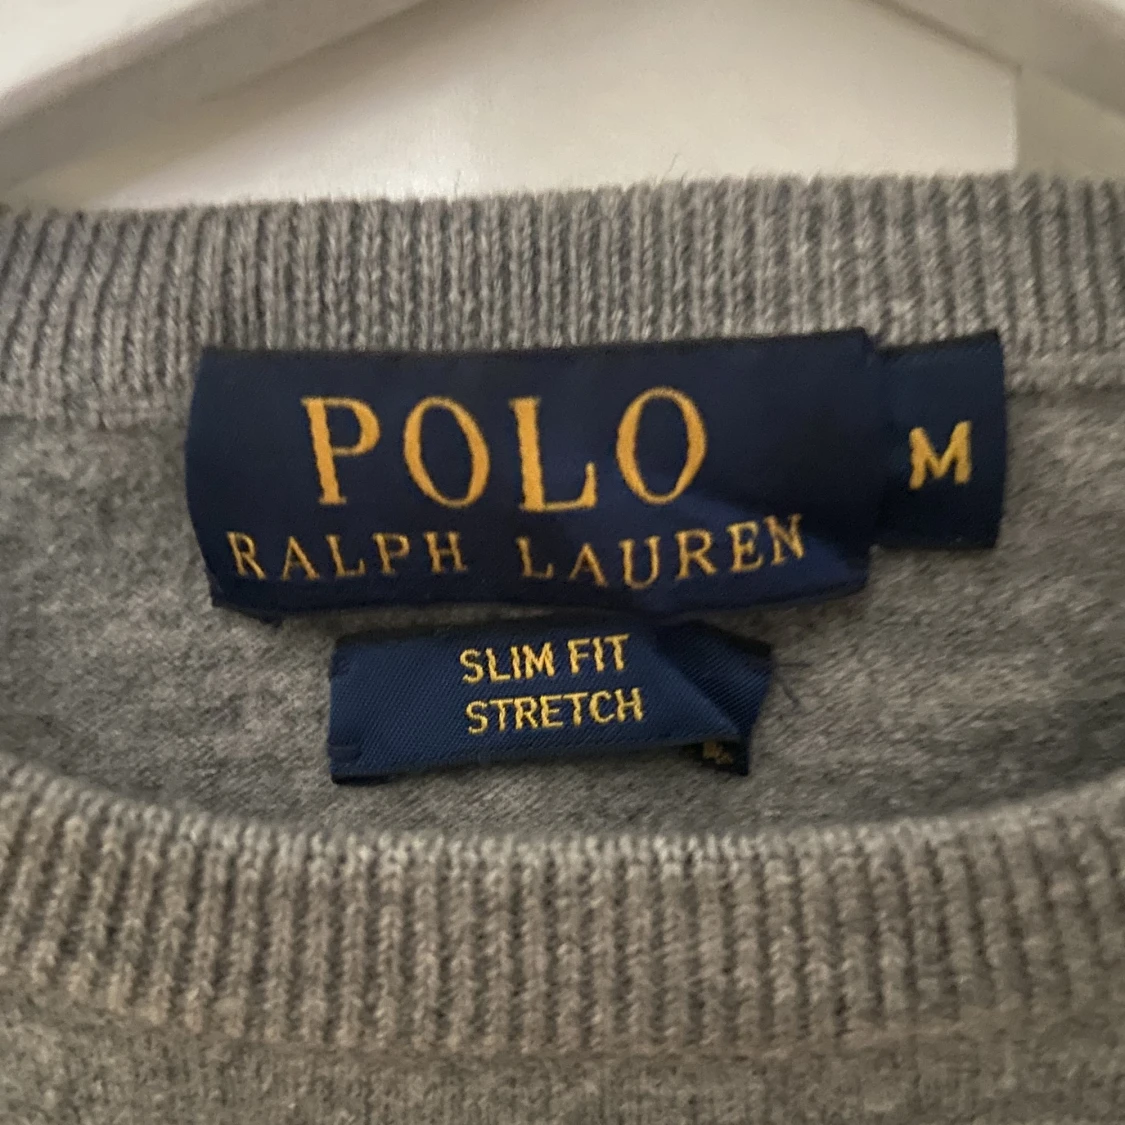 POLO
RALPH LAUREN
M
SLIM FIT
STRETCH